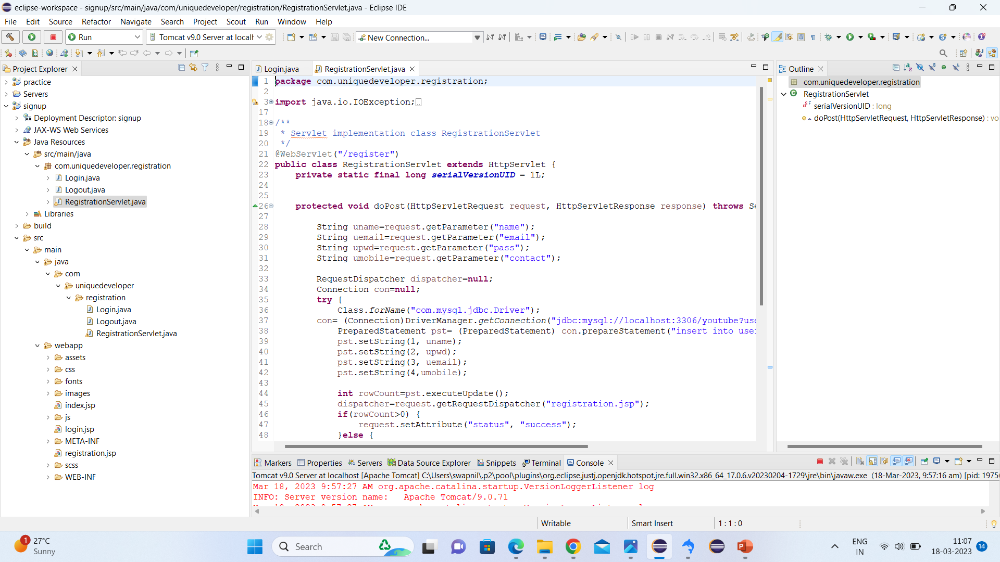 eclipse-workspace - signup/src/main/java/com/uniquedeveloper/registration/RegistrationServlet.java - Eclipse IDE
File Edit Source Refactor Navigate Search Project Scout Run Window Help
Run
Tomcat v9.0 Server at localh
New Connection...
Project Explorer
practice
Servers
signup
Deployment Descriptor: signup
JAX-WS Web Services
Java Resources
src/main/java
com.uniquedeveloper.registration
Login.java
Logout.java
RegistrationServlet.java
Libraries
build
src
main
java
com
uniquedeveloper
registration
Login.java
Logout.java
RegistrationServlet.java
webapp
assets
css
fonts
images
index.jsp
js
login.jsp
META-INF
registration.jsp
scss
WEB-INF
Login.java
RegistrationServlet.java
1 package com.uniquedeveloper.registration;
2
3 import java.io.IOException;
17
18 /**
19 * Servlet implementation class RegistrationServlet
20 */
21 @WebServlet("/register")
22 public class RegistrationServlet extends HttpServlet {
23 private static final long serialVersionUID = 1L;
24
25
26 protected void doPost(HttpServletRequest request, HttpServletResponse response) throws Se
27
28 String uname=request.getParameter("name");
29 String uemail=request.getParameter("email");
30 String upwd=request.getParameter("pass");
31 String umobile=request.getParameter("contact");
32
33 RequestDispatcher dispatcher=null;
34 Connection con=null;
35 try {
36 Class.forName("com.mysql.jdbc.Driver");
37 con= (Connection)DriverManager.getConnection("jdbc:mysql://localhost:3306/youtube?use
38 PreparedStatement pst= (PreparedStatement) con.prepareStatement("insert into use
39 pst.setString(1, uname);
40 pst.setString(2, upwd);
41 pst.setString(3, uemail);
42 pst.setString(4,umobile);
43
44 int rowCount=pst.executeUpdate();
45 dispatcher=request.getRequestDispatcher("registration.jsp");
46 if(rowCount>0) {
47 request.setAttribute("status", "success");
48 }else {
Outline
com.uniquedeveloper.registration
RegistrationServlet
serialVersionUID : long
doPost(HttpServletRequest, HttpServletResponse) : vo
Markers Properties Servers Data Source Explorer Snippets Terminal Console
Tomcat v9.0 Server at localhost [Apache Tomcat] C:\Users\swapnil\.p2\pool\plugins\org.eclipse.justj.openjdk.hotspot.jre.full.win32.x86_64_17.0.6.v20230204-1729\jre\bin\javaw.exe (18-Mar-2023, 9:57:16 am) [pid: 1975
Mar 18, 2023 9:57:27 AM org.apache.catalina.startup.VersionLoggerListener log
INFO: Server version name: Apache Tomcat/9.0.71
Writable
Smart Insert
1 : 1 : 0
1
27°C
Sunny
Search
ENG
IN
11:07
18-03-2023
14